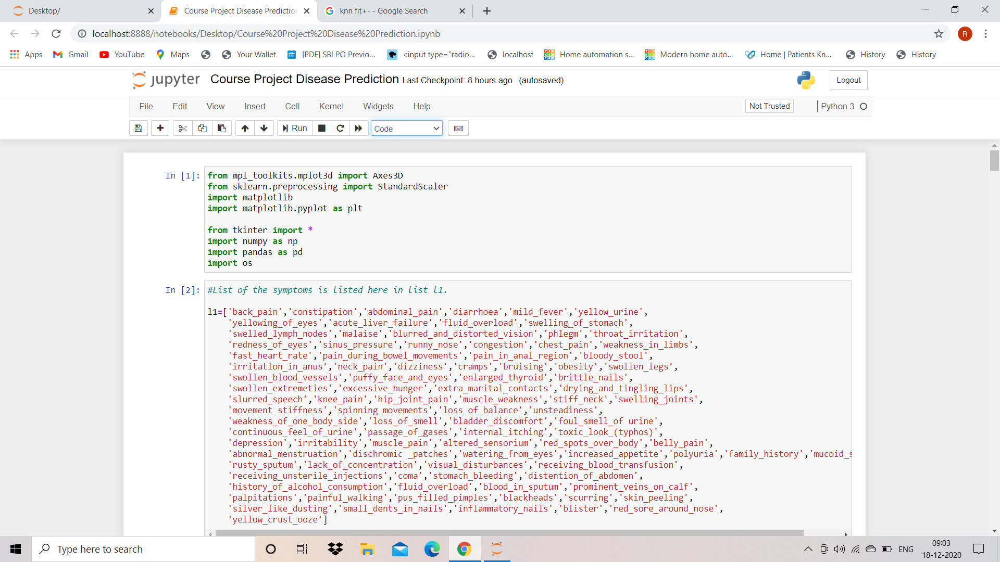 Desktop/
Course Project Disease Prediction
knn fit+- - Google Search
localhost:8888/notebooks/Desktop/Course%20Project%20Disease%20Prediction.ipynb
R
Apps Gmail YouTube Maps Your Wallet [PDF] SBI PO Previo... <input type="radio... localhost Home automation s... Modern home auto... Home | Patients Kn... History History
jupyter Course Project Disease Prediction Last Checkpoint: 8 hours ago (autosaved) Logout
File Edit View Insert Cell Kernel Widgets Help Not Trusted Python 3
Run Code
In [1]: from mpl_toolkits.mplot3d import Axes3D
from sklearn.preprocessing import StandardScaler
import matplotlib
import matplotlib.pyplot as plt
from tkinter import *
import numpy as np
import pandas as pd
import os
In [2]: #List of the symptoms is listed here in list l1.
l1=['back_pain','constipation','abdominal_pain','diarrhoea','mild_fever','yellow_urine',
'yellowing_of_eyes','acute_liver_failure','fluid_overload','swelling_of_stomach',
'swelled_lymph_nodes','malaise','blurred_and_distorted_vision','phlegm','throat_irritation',
'redness_of_eyes','sinus_pressure','runny_nose','congestion','chest_pain','weakness_in_limbs',
'fast_heart_rate','pain_during_bowel_movements','pain_in_anal_region','bloody_stool',
'irritation_in_anus','neck_pain','dizziness','cramps','bruising','obesity','swollen_legs',
'swollen_blood_vessels','puffy_face_and_eyes','enlarged_thyroid','brittle_nails',
'swollen_extremeties','excessive_hunger','extra_marital_contacts','drying_and_tingling_lips',
'slurred_speech','knee_pain','hip_joint_pain','muscle_weakness','stiff_neck','swelling_joints',
'movement_stiffness','spinning_movements','loss_of_balance','unsteadiness',
'weakness_of_one_body_side','loss_of_smell','bladder_discomfort','foul_smell_of urine',
'continuous_feel_of_urine','passage_of_gases','internal_itching','toxic_look_(typhos)',
'depression','irritability','muscle_pain','altered_sensorium','red_spots_over_body','belly_pain',
'abnormal_menstruation','dischromic _patches','watering_from_eyes','increased_appetite','polyuria','family_history','mucoid_s
'rusty_sputum','lack_of_concentration','visual_disturbances','receiving_blood_transfusion',
'receiving_unsterile_injections','coma','stomach_bleeding','distention_of_abdomen',
'history_of_alcohol_consumption','fluid_overload','blood_in_sputum','prominent_veins_on_calf',
'palpitations','painful_walking','pus_filled_pimples','blackheads','scurring','skin_peeling',
'silver_like_dusting','small_dents_in_nails','inflammatory_nails','blister','red_sore_around_nose',
'yellow_crust_ooze']
Type here to search
ENG
09:03
18-12-2020